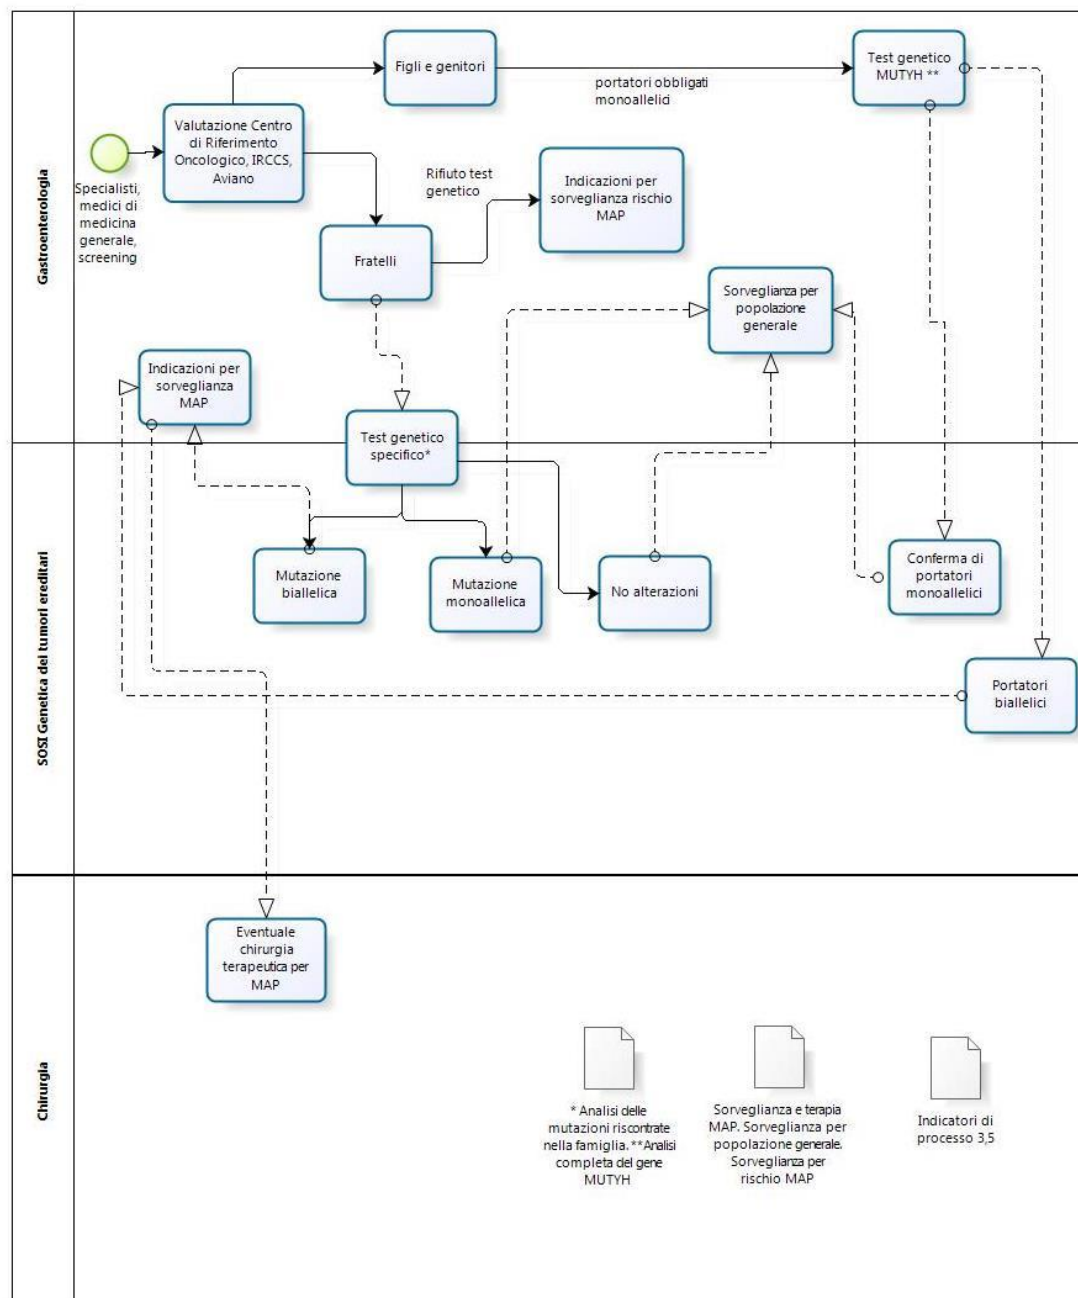 Gastroenterologia
Specialisti,
medici di
medicina
generale,
screening
Valutazione Centro
di Riferimento
Oncologico, IRCCS,
Aviano
Figli e genitori
portatori obbligati
monoallelici
Test genetico
MUTYH **
Fratelli
Rifiuto test
genetico
Indicazioni per
sorveglianza rischio
MAP
Sorveglianza per
popolazione
generale
Indicazioni per
sorveglianza
MAP
Test genetico
specifico*
SOSI Genetica dei tumori ereditari
Mutazione
biallelica
Mutazione
monoallelica
No alterazioni
Conferma di
portatori
monoallelici
Portatori
biallelici
Chirurgia
Eventuale
chirurgia
terapeutica per
MAP
* Analisi delle
mutazioni riscontrate
nella famiglia. **Analisi
completa del gene
MUTYH
Sorveglianza e terapia
MAP. Sorveglianza per
popolazione generale.
Sorveglianza per
rischio MAP
Indicatori di
processo 3,5